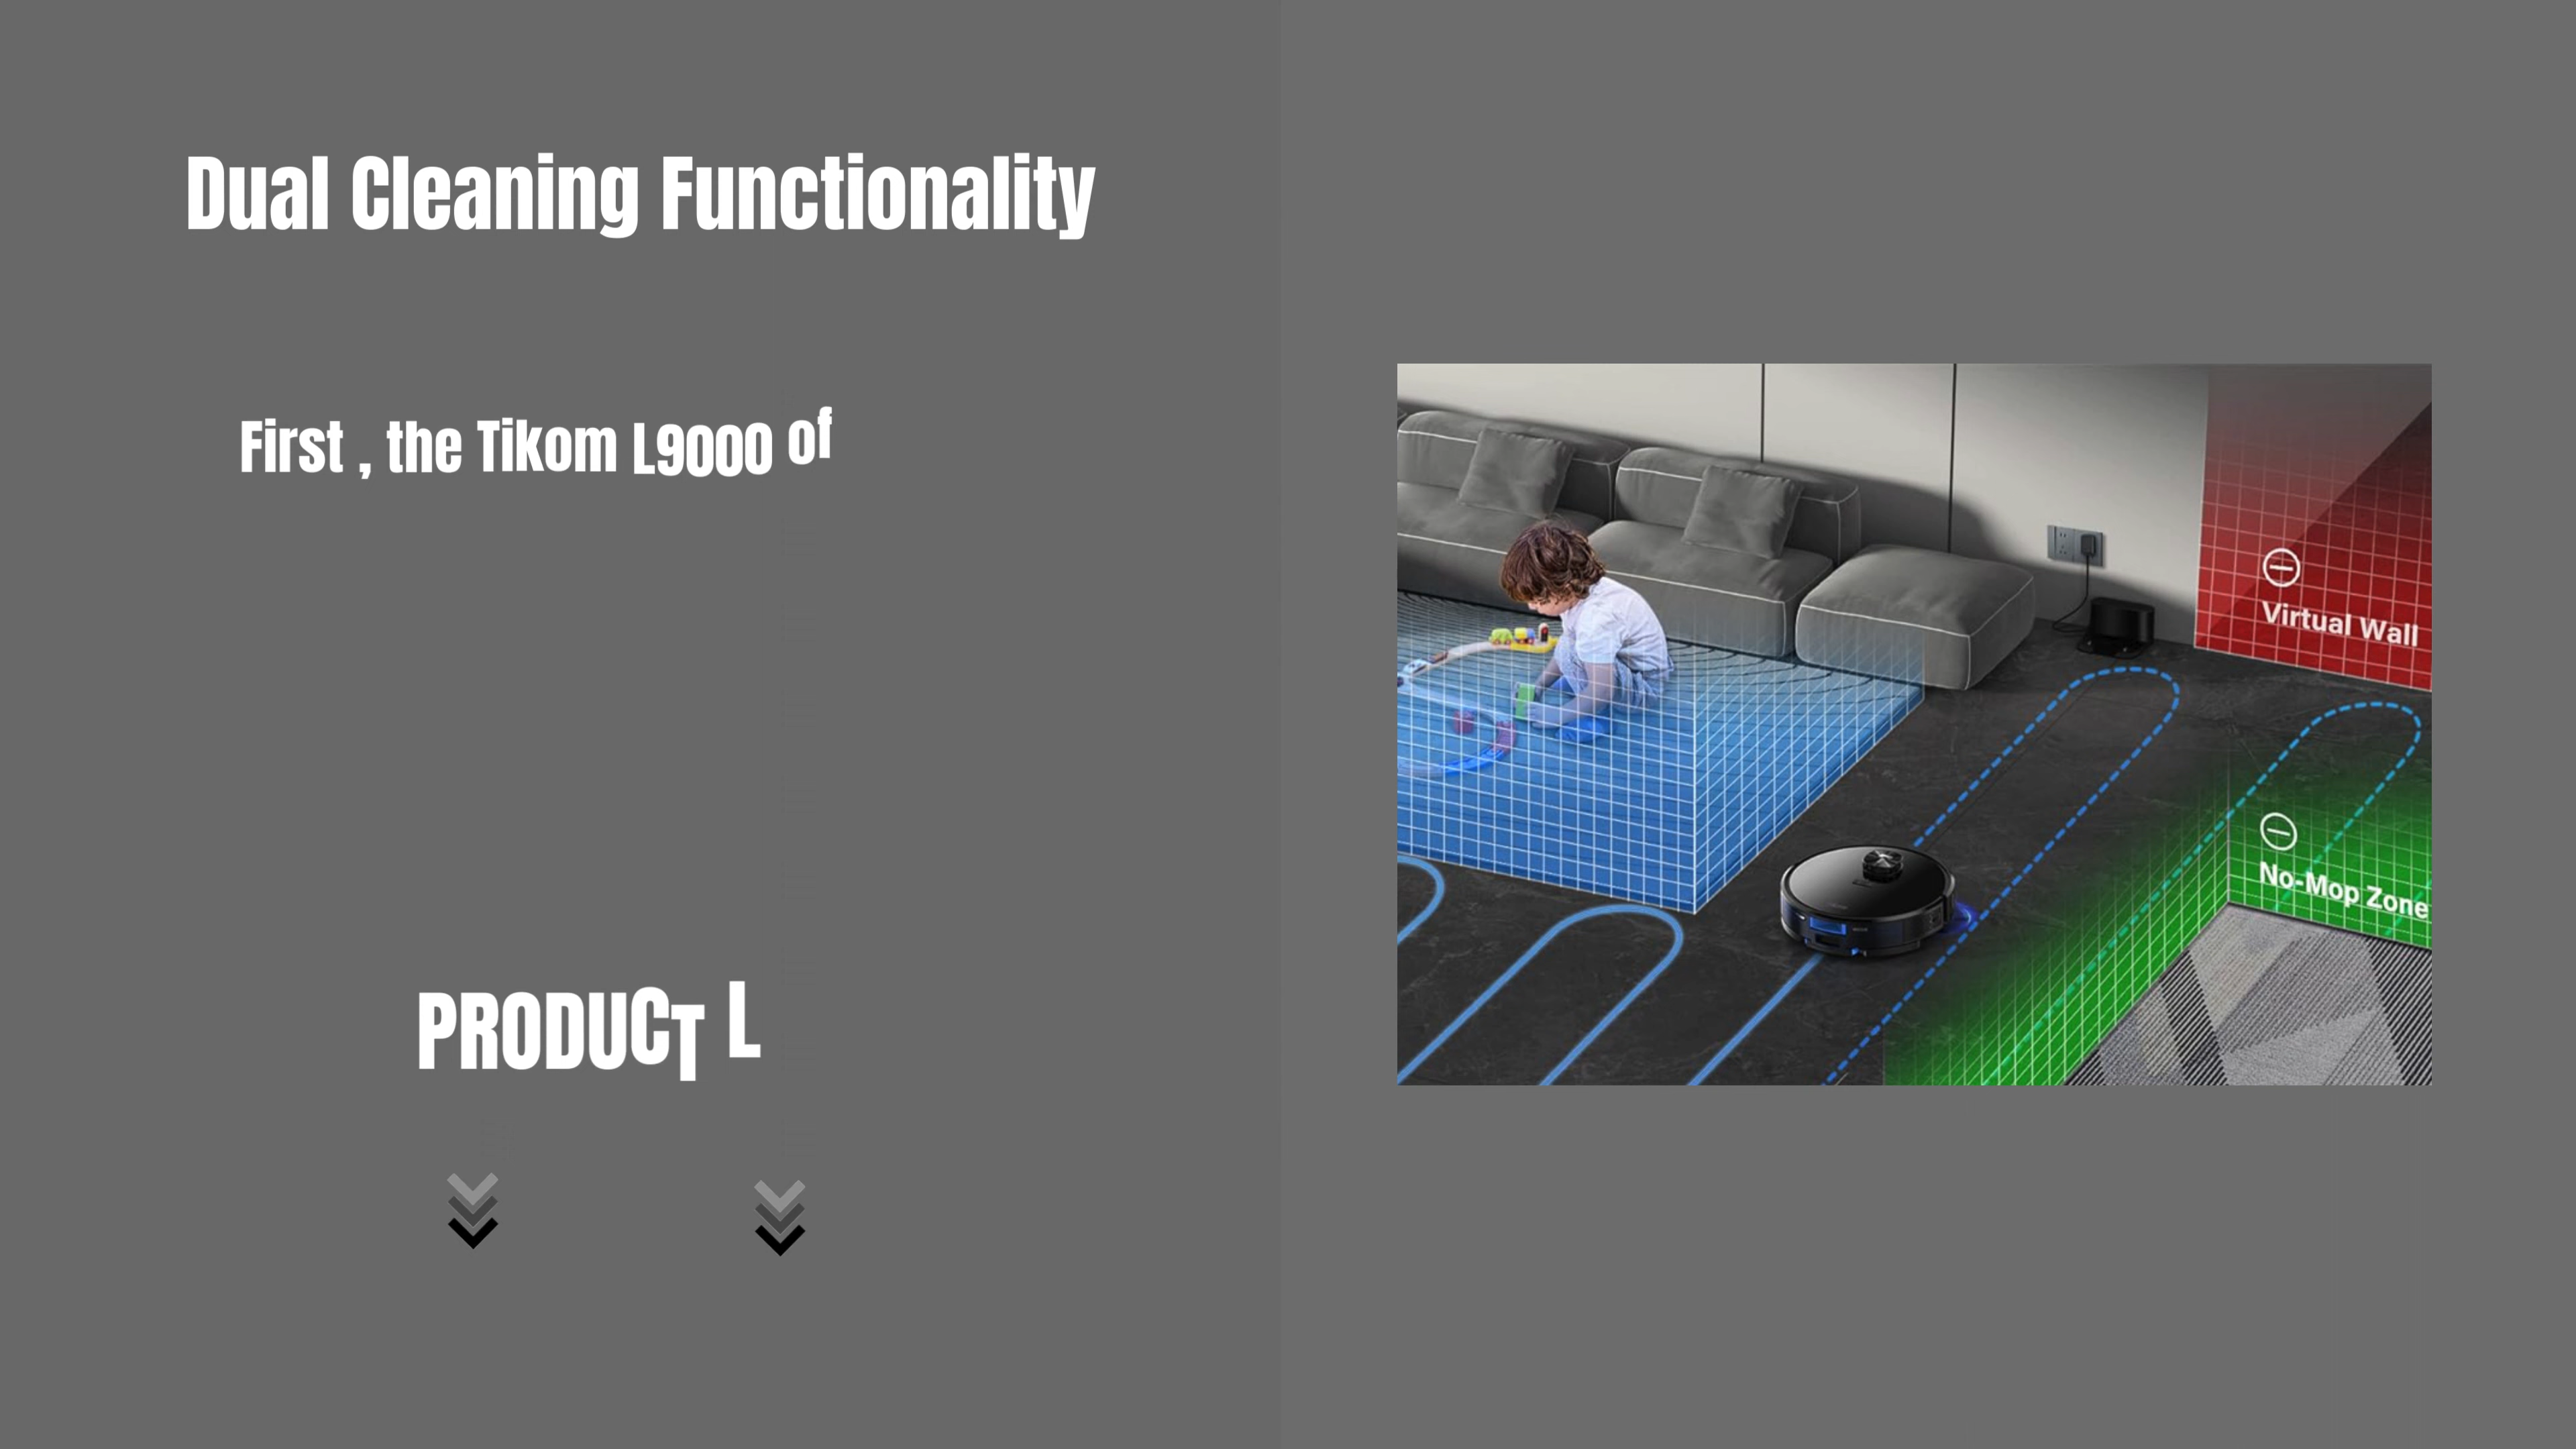 Dual Cleaning Functionality
First , the Tikom L9000 of
PRODUCT L
Virtual Wall
No-Mop Zone